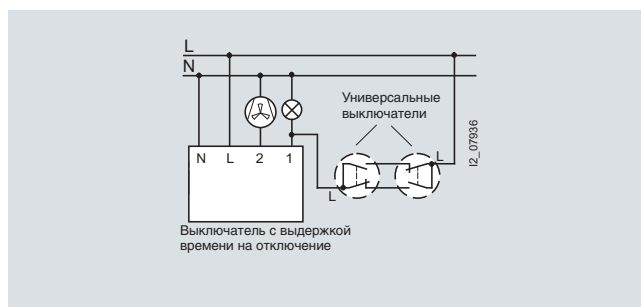 L
N
Универсальные
выключатели
N L 2 1
L
L
I2_07936
Выключатель с выдержкой
времени на отключение